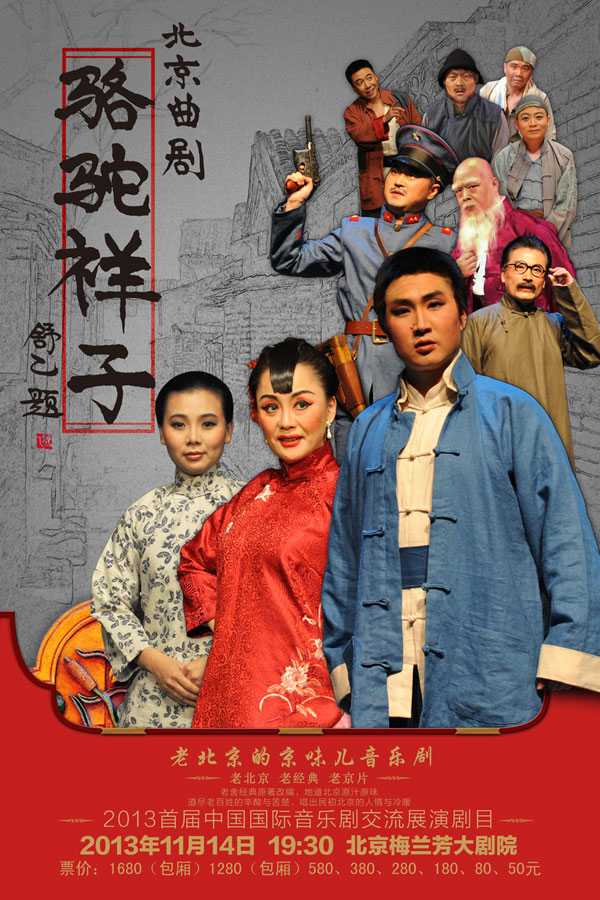 北京曲剧
骆驼祥子
舒乙题
老北京的京味儿音乐剧
老北京 老经典 老京片
老舍经典原著改编，地道北京原汁原味
道尽老百姓的辛酸与苦楚，唱出民初北京的人情与冷暖
2013首届中国国际音乐剧交流展演剧目
2013年11月14日 19:30 北京梅兰芳大剧院
票价：1680（包厢）1280（包厢）580、380、280、180、80、50元